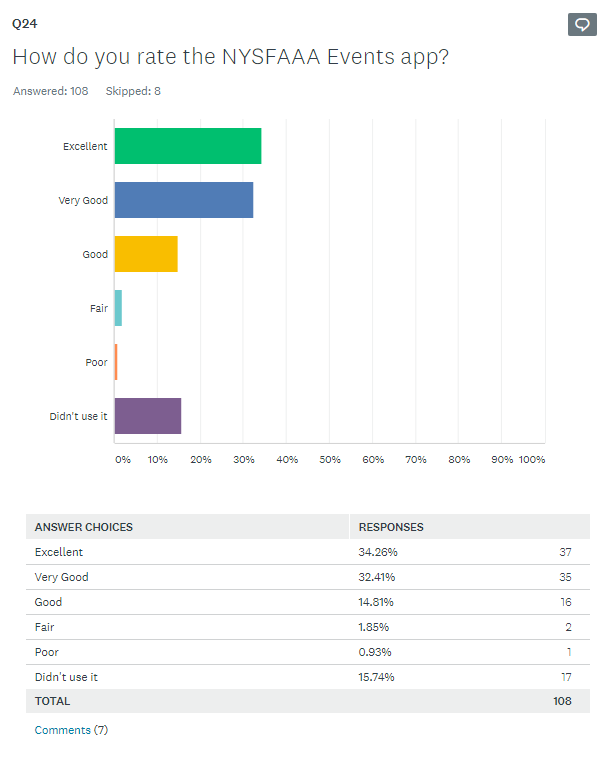 Q24
How do you rate the NYSFAAA Events app?
Answered: 108 Skipped: 8
Excellent
Very Good
Good
Fair
Poor
Didn't use it
0% 10% 20% 30% 40% 50% 60% 70% 80% 90% 100%
ANSWER CHOICES RESPONSES
Excellent 34.26% 37
Very Good 32.41% 35
Good 14.81% 16
Fair 1.85% 2
Poor 0.93% 1
Didn't use it 15.74% 17
TOTAL 108
Comments (7)